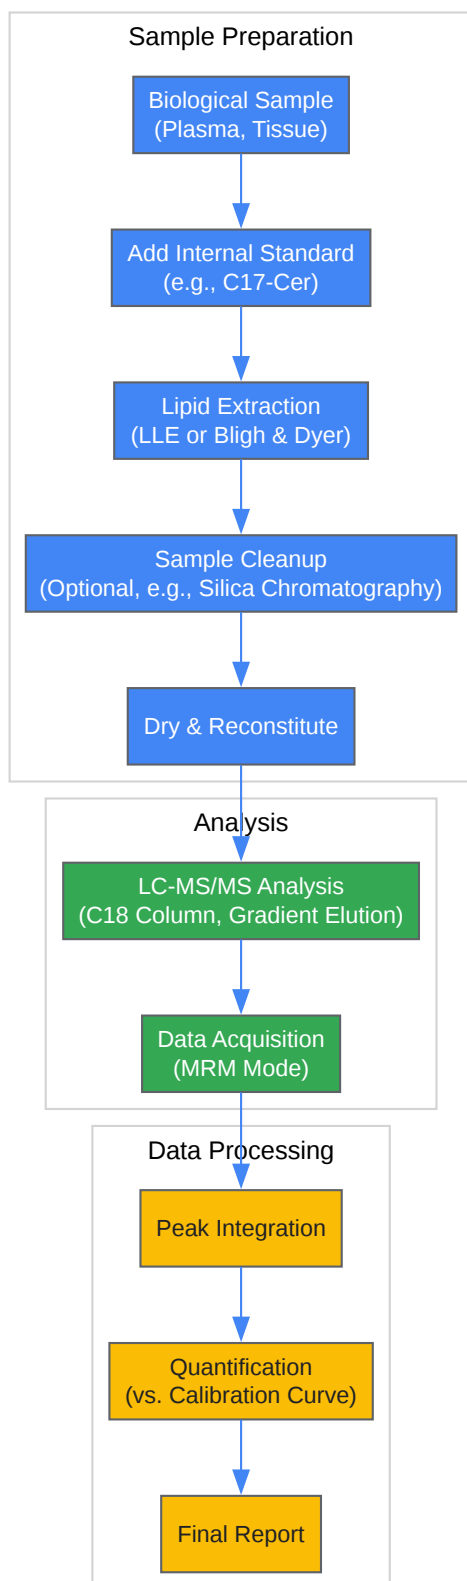 Sample Preparation
Biological Sample
(Plasma, Tissue)
Add Internal Standard
(e.g., C17-Cer)
Lipid Extraction
(LLE or Bligh & Dyer)
Sample Cleanup
(Optional, e.g., Silica Chromatography)
Dry & Reconstitute
Analysis
LC-MS/MS Analysis
(C18 Column, Gradient Elution)
Data Acquisition
(MRM Mode)
Data Processing
Peak Integration
Quantification
(vs. Calibration Curve)
Final Report